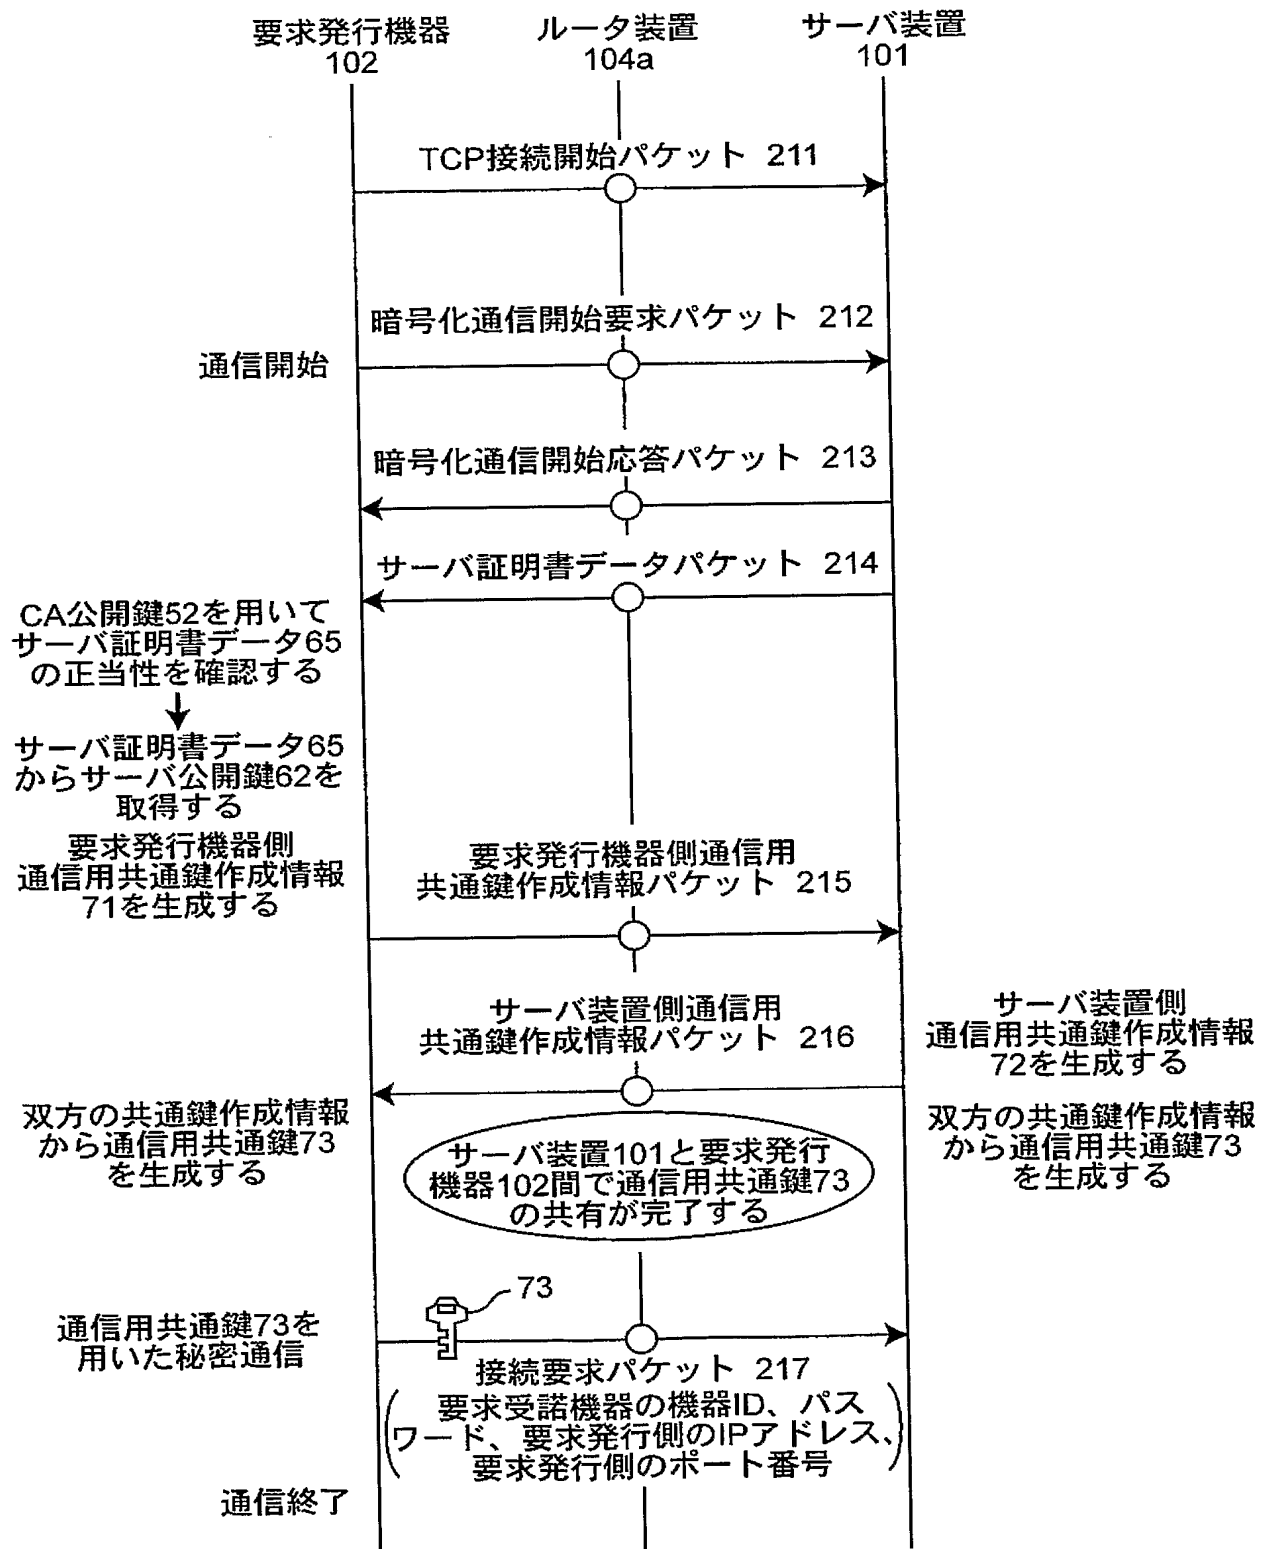 要求発行機器
102
ルータ装置
104a
サーバ装置
101
TCP接続開始パケット 211
暗号化通信開始要求パケット 212
通信開始
暗号化通信開始応答パケット 213
サーバ証明書データパケット 214
CA公開鍵52を用いて
サーバ証明書データ65
の正当性を確認する
サーバ証明書データ65
からサーバ公開鍵62を
取得する
要求発行機器側
通信用共通鍵作成情報
71を生成する
要求発行機器側通信用
共通鍵作成情報パケット 215
サーバ装置側通信用
共通鍵作成情報パケット 216
サーバ装置側
通信用共通鍵作成情報
72を生成する
双方の共通鍵作成情報
から通信用共通鍵73
を生成する
サーバ装置101と要求発行
機器102間で通信用共通鍵73
の共有が完了する
双方の共通鍵作成情報
から通信用共通鍵73
を生成する
73
通信用共通鍵73を
用いた秘密通信
接続要求パケット 217
(要求受諾機器の機器ID、パス
ワード、要求発行側のIPアドレス、
要求発行側のポート番号)
通信終了